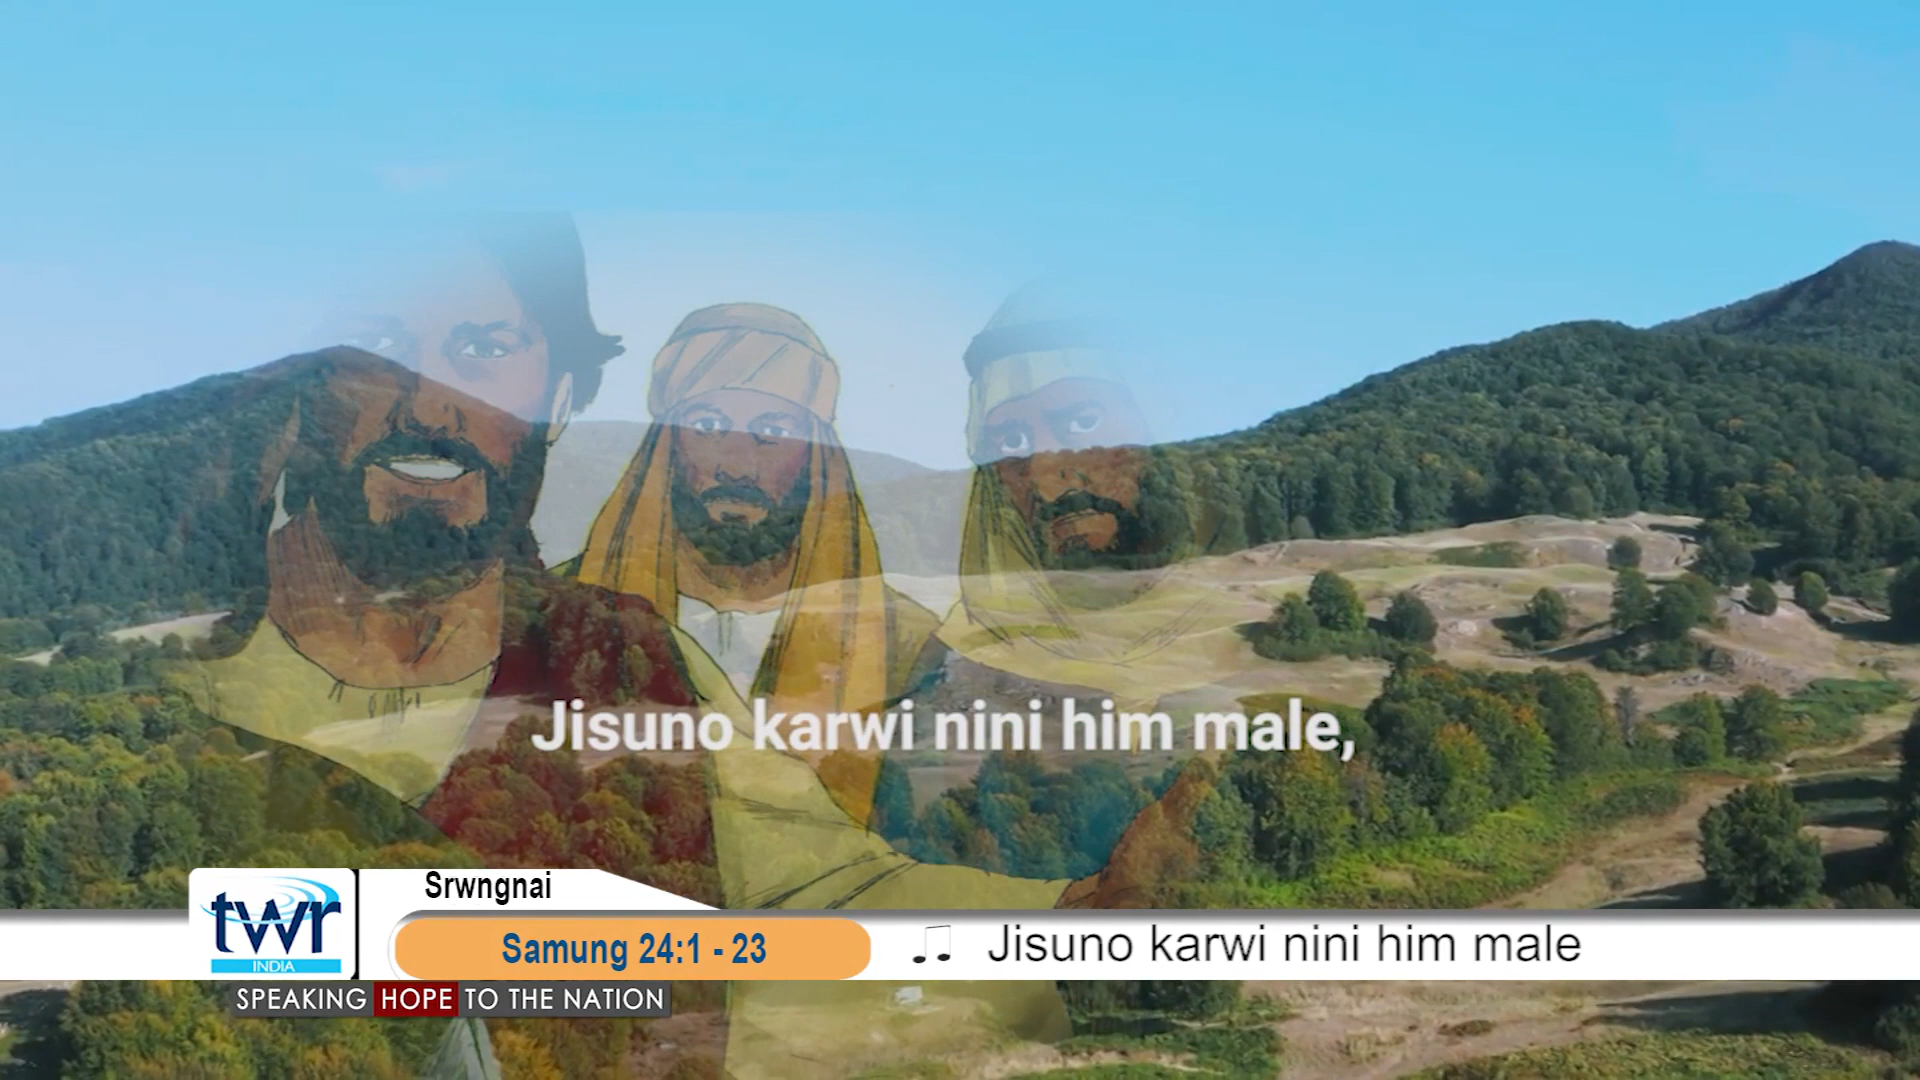 Jisuno karwi nini him male,
Srwngnai
twr
INDIA
Samung 24:1 - 23
Jisuno karwi nini him male
SPEAKING HOPE TO THE NATION